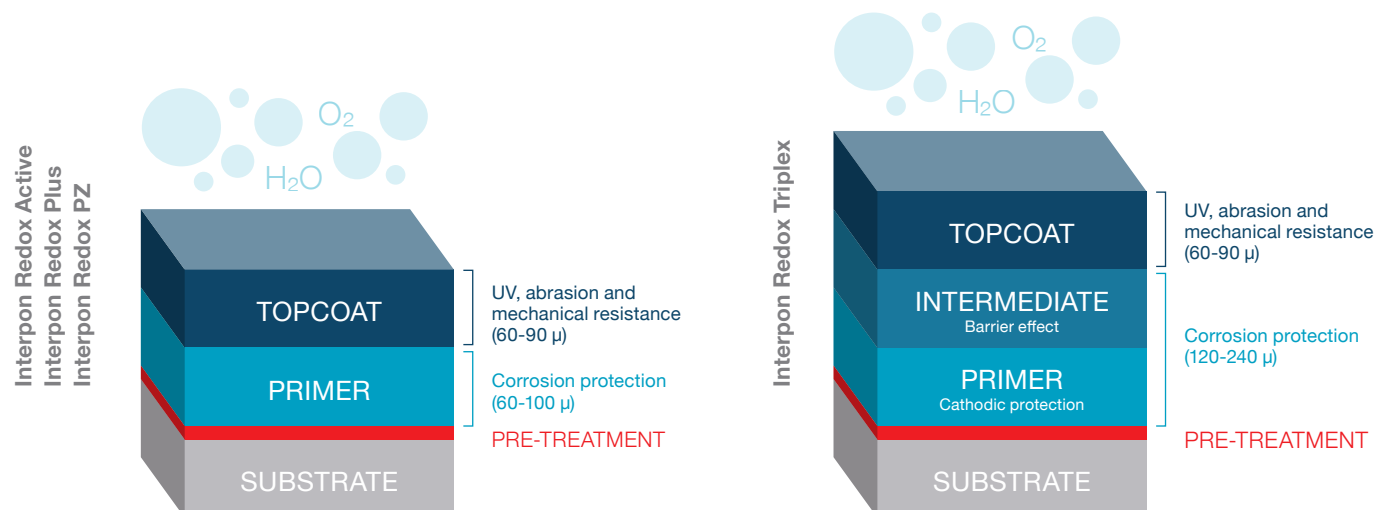 Interpon Redox Active
Interpon Redox Plus
Interpon Redox PZ
O₂
H₂O
TOPCOAT
UV, abrasion and
mechanical resistance
(60-90 µ)
PRIMER
Corrosion protection
(60-100 µ)
PRE-TREATMENT
SUBSTRATE
Interpon Redox Triplex
O₂
H₂O
TOPCOAT
UV, abrasion and
mechanical resistance
(60-90 µ)
INTERMEDIATE
Barrier effect
Corrosion protection
(120-240 µ)
PRIMER
Cathodic protection
PRE-TREATMENT
SUBSTRATE